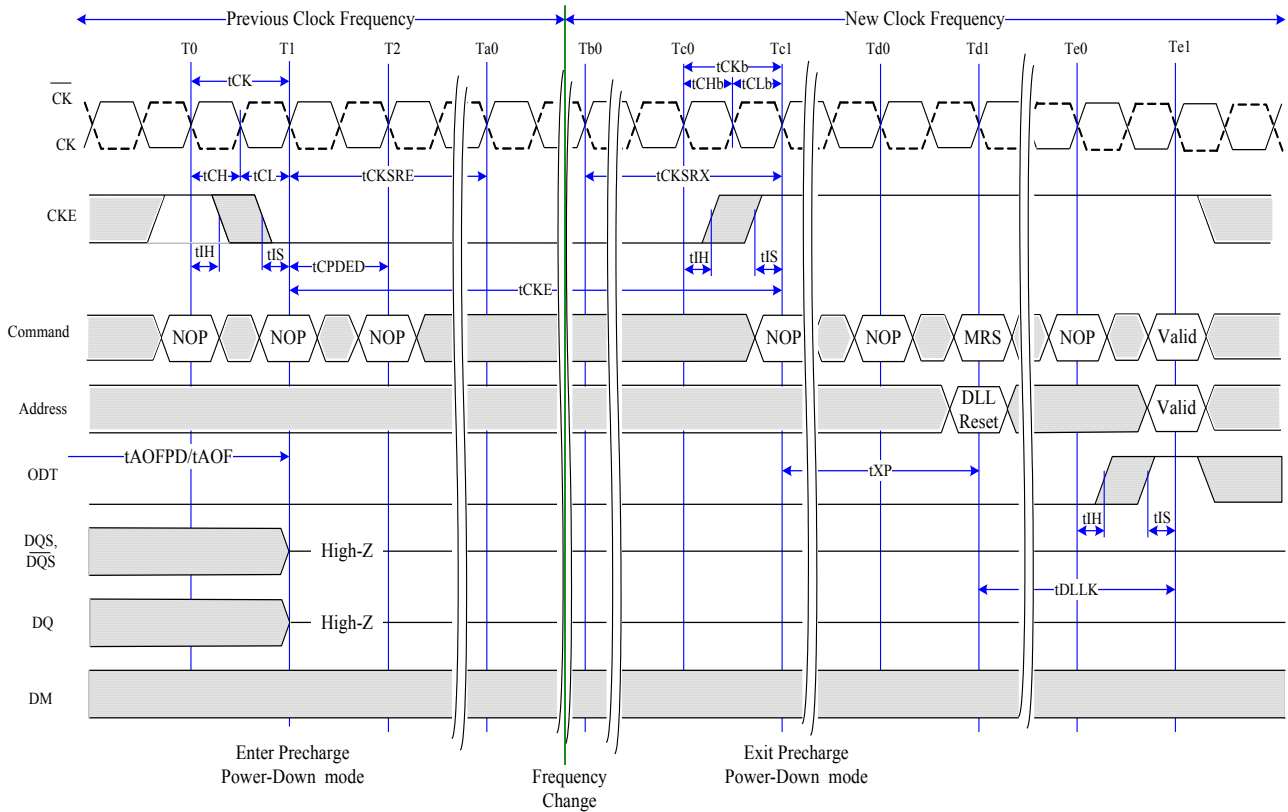 Previous Clock Frequency New Clock Frequency
T0 T1 T2 Ta0 Tb0 Tc0 Tc1 Td0 Td1 Te0 Te1
tCK tCKb
tCHb tCLb
CK
CK
tCH tCL tCKSRE tCKSRX
CKE
tIH tIS tCPDED tIH tIS
tCKE
Command NOP NOP NOP NOP NOP MRS NOP Valid
Address DLL Reset Valid
tAOFPD/tAOF
ODT tXP
tIH tIS
DQS,
DQS
High-Z
tDLLK
DQ High-Z
DM
Enter Precharge
Power-Down mode
Frequency
Change
Exit Precharge
Power-Down mode